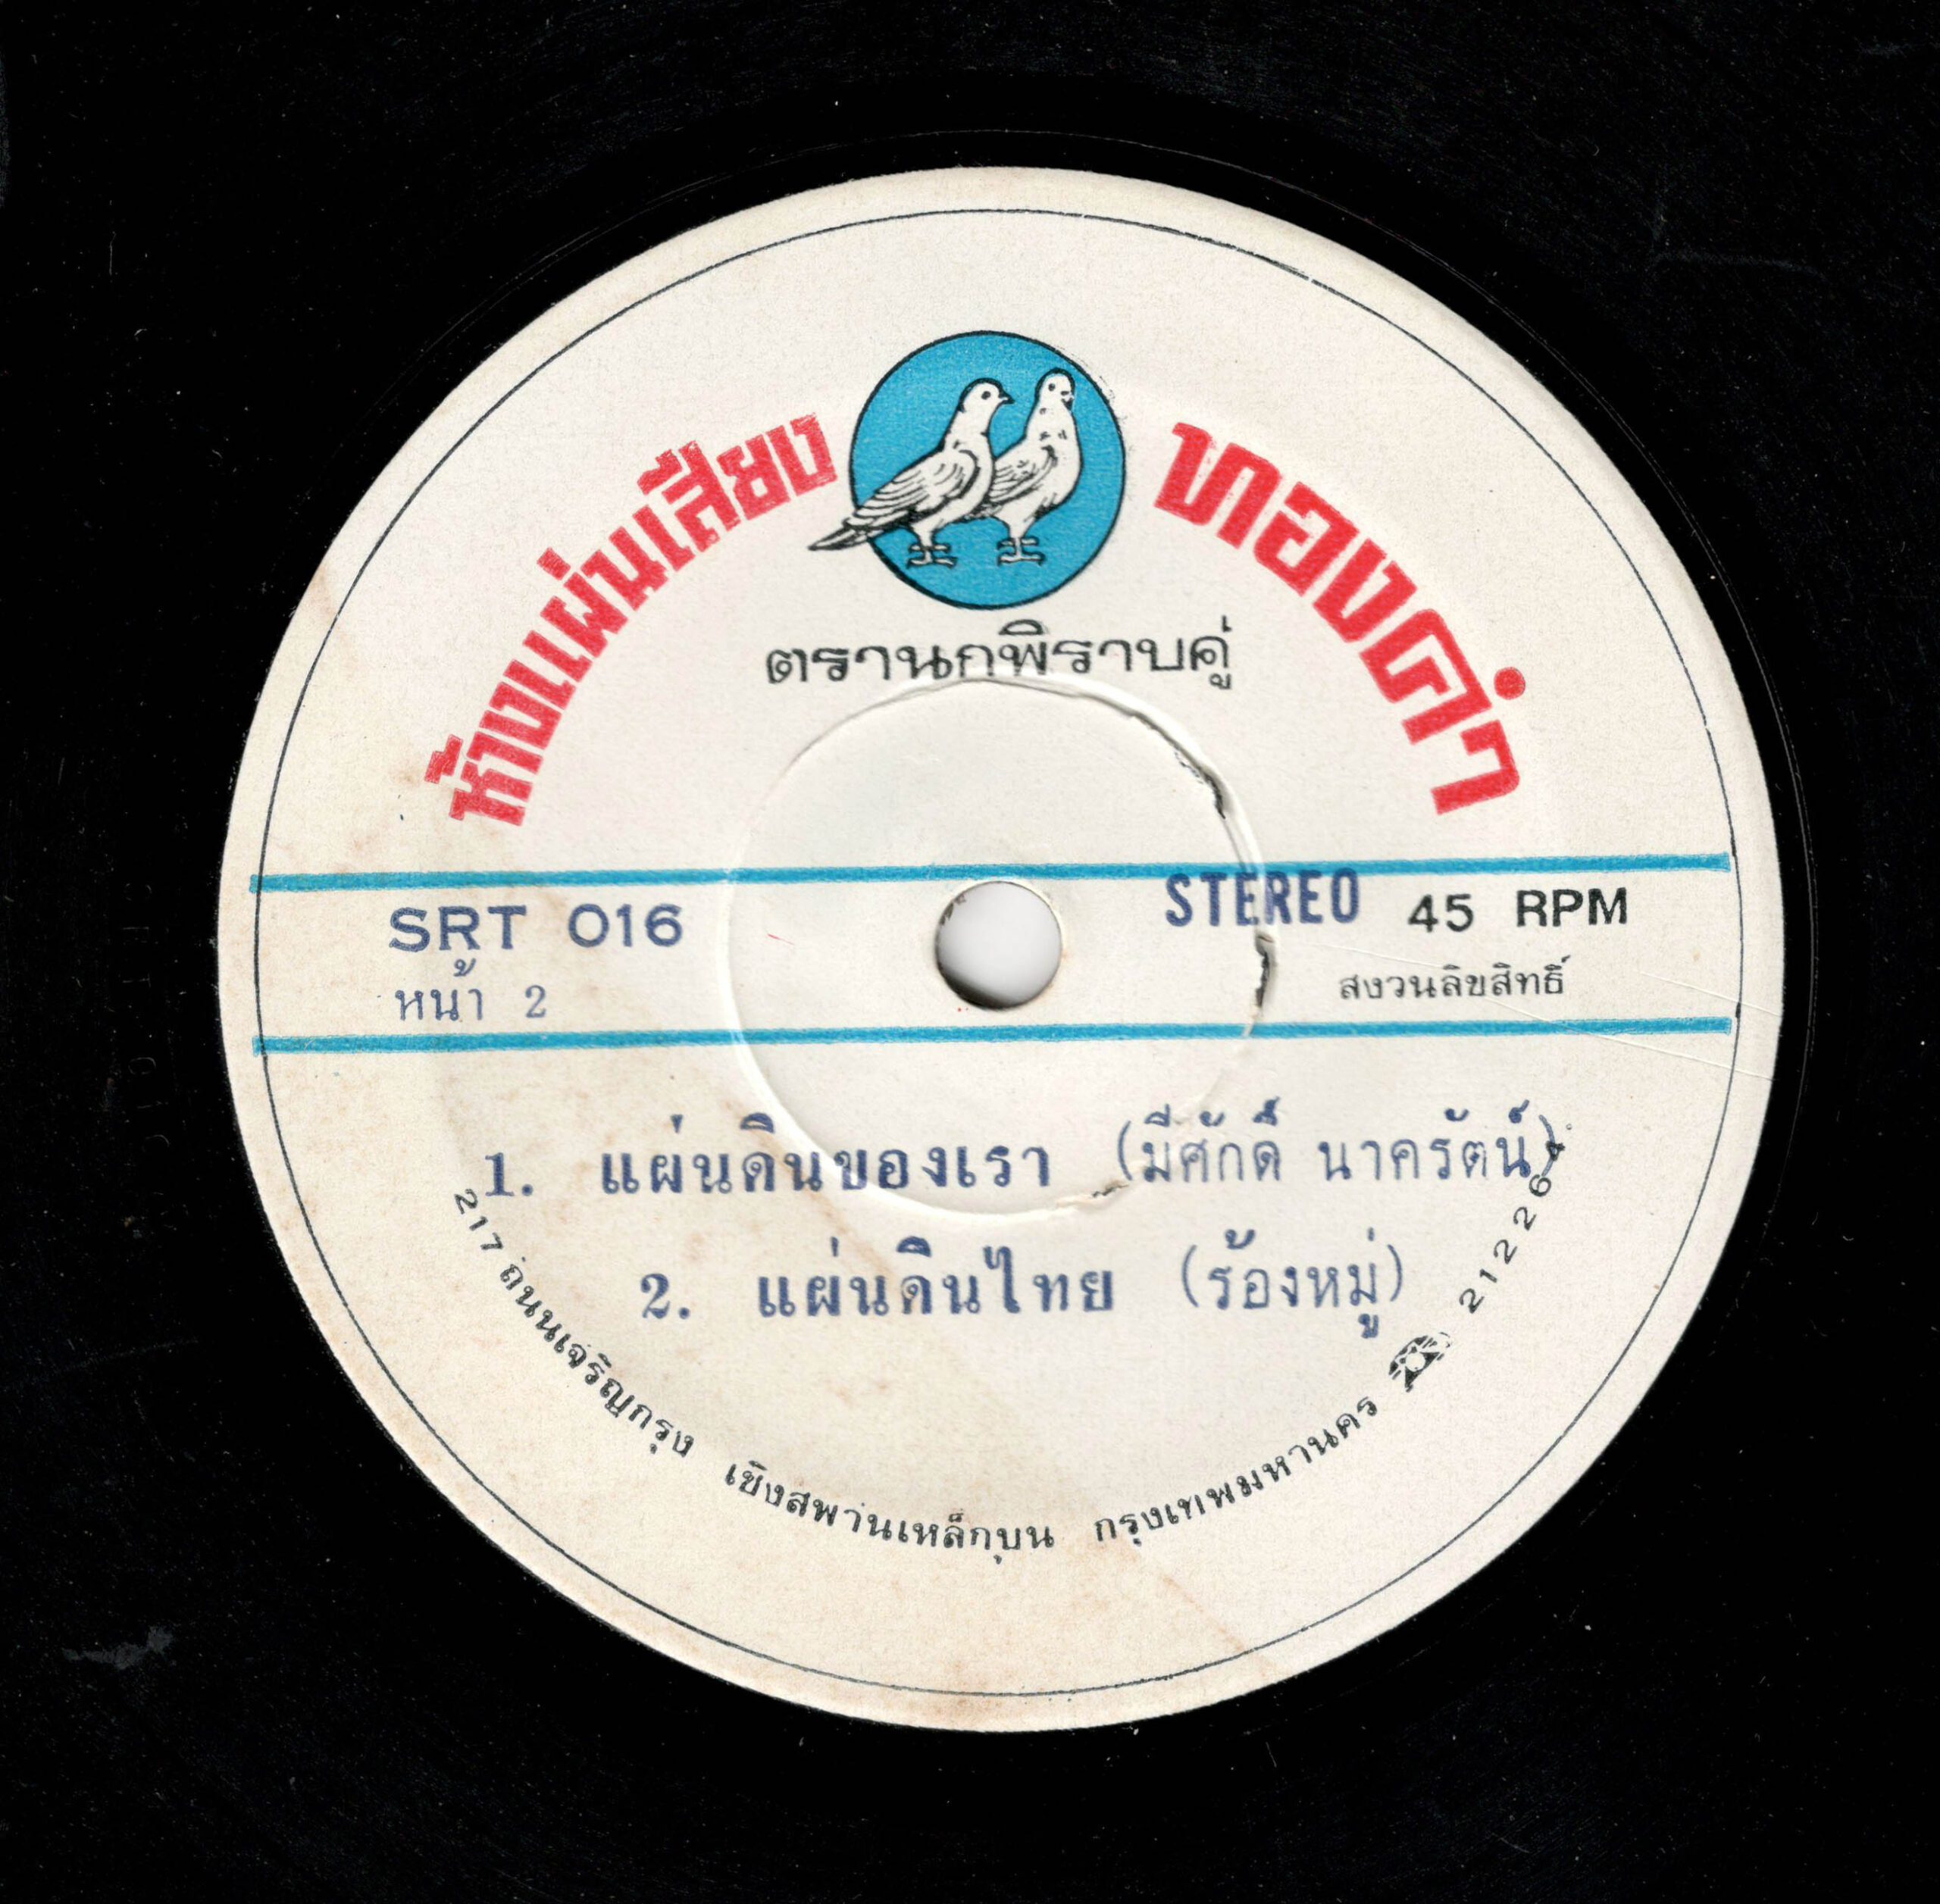 ห้างแผ่นเสียง ทองคำ
ตรานกพิราบคู่
SRT 016
หน้า 2
STEREO 45 RPM
สงวนลิขสิทธิ์
1. แผ่นดินของเรา (มีศักดิ์ นาครัตน์)
2. แผ่นดินไทย (ร้องหมู่)
217 ถนนเจริญกรุง เชิงสพานเหล็กบน กรุงเทพมหานคร ☎ 212264